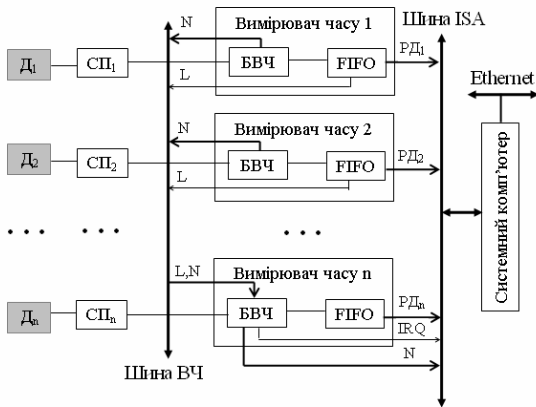 N
Вимірювач часу 1
Шина ISA
Д1
СП1
БВЧ
FIFO
РД1
L
Ethernet
N
Вимірювач часу 2
Д2
СП2
БВЧ
FIFO
РД2
L
Системний комп'ютер
• • •
• • •
• • •
L,N
Вимірювач часу n
Дn
СПn
БВЧ
FIFO
РДn
IRQ
N
Шина ВЧ